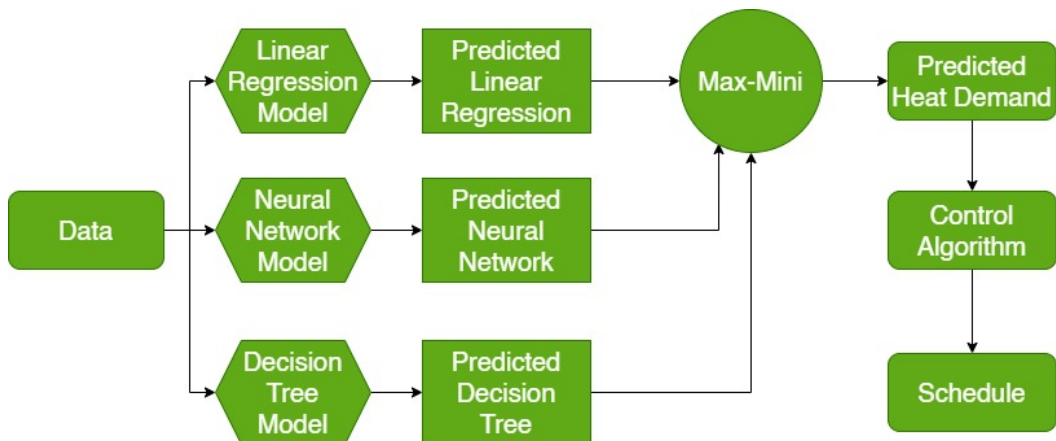 Data
Linear
Regression
Model
Predicted
Linear
Regression
Neural
Network
Model
Predicted
Neural
Network
Decision
Tree
Model
Predicted
Decision
Tree
Max-Mini
Predicted
Heat Demand
Control
Algorithm
Schedule